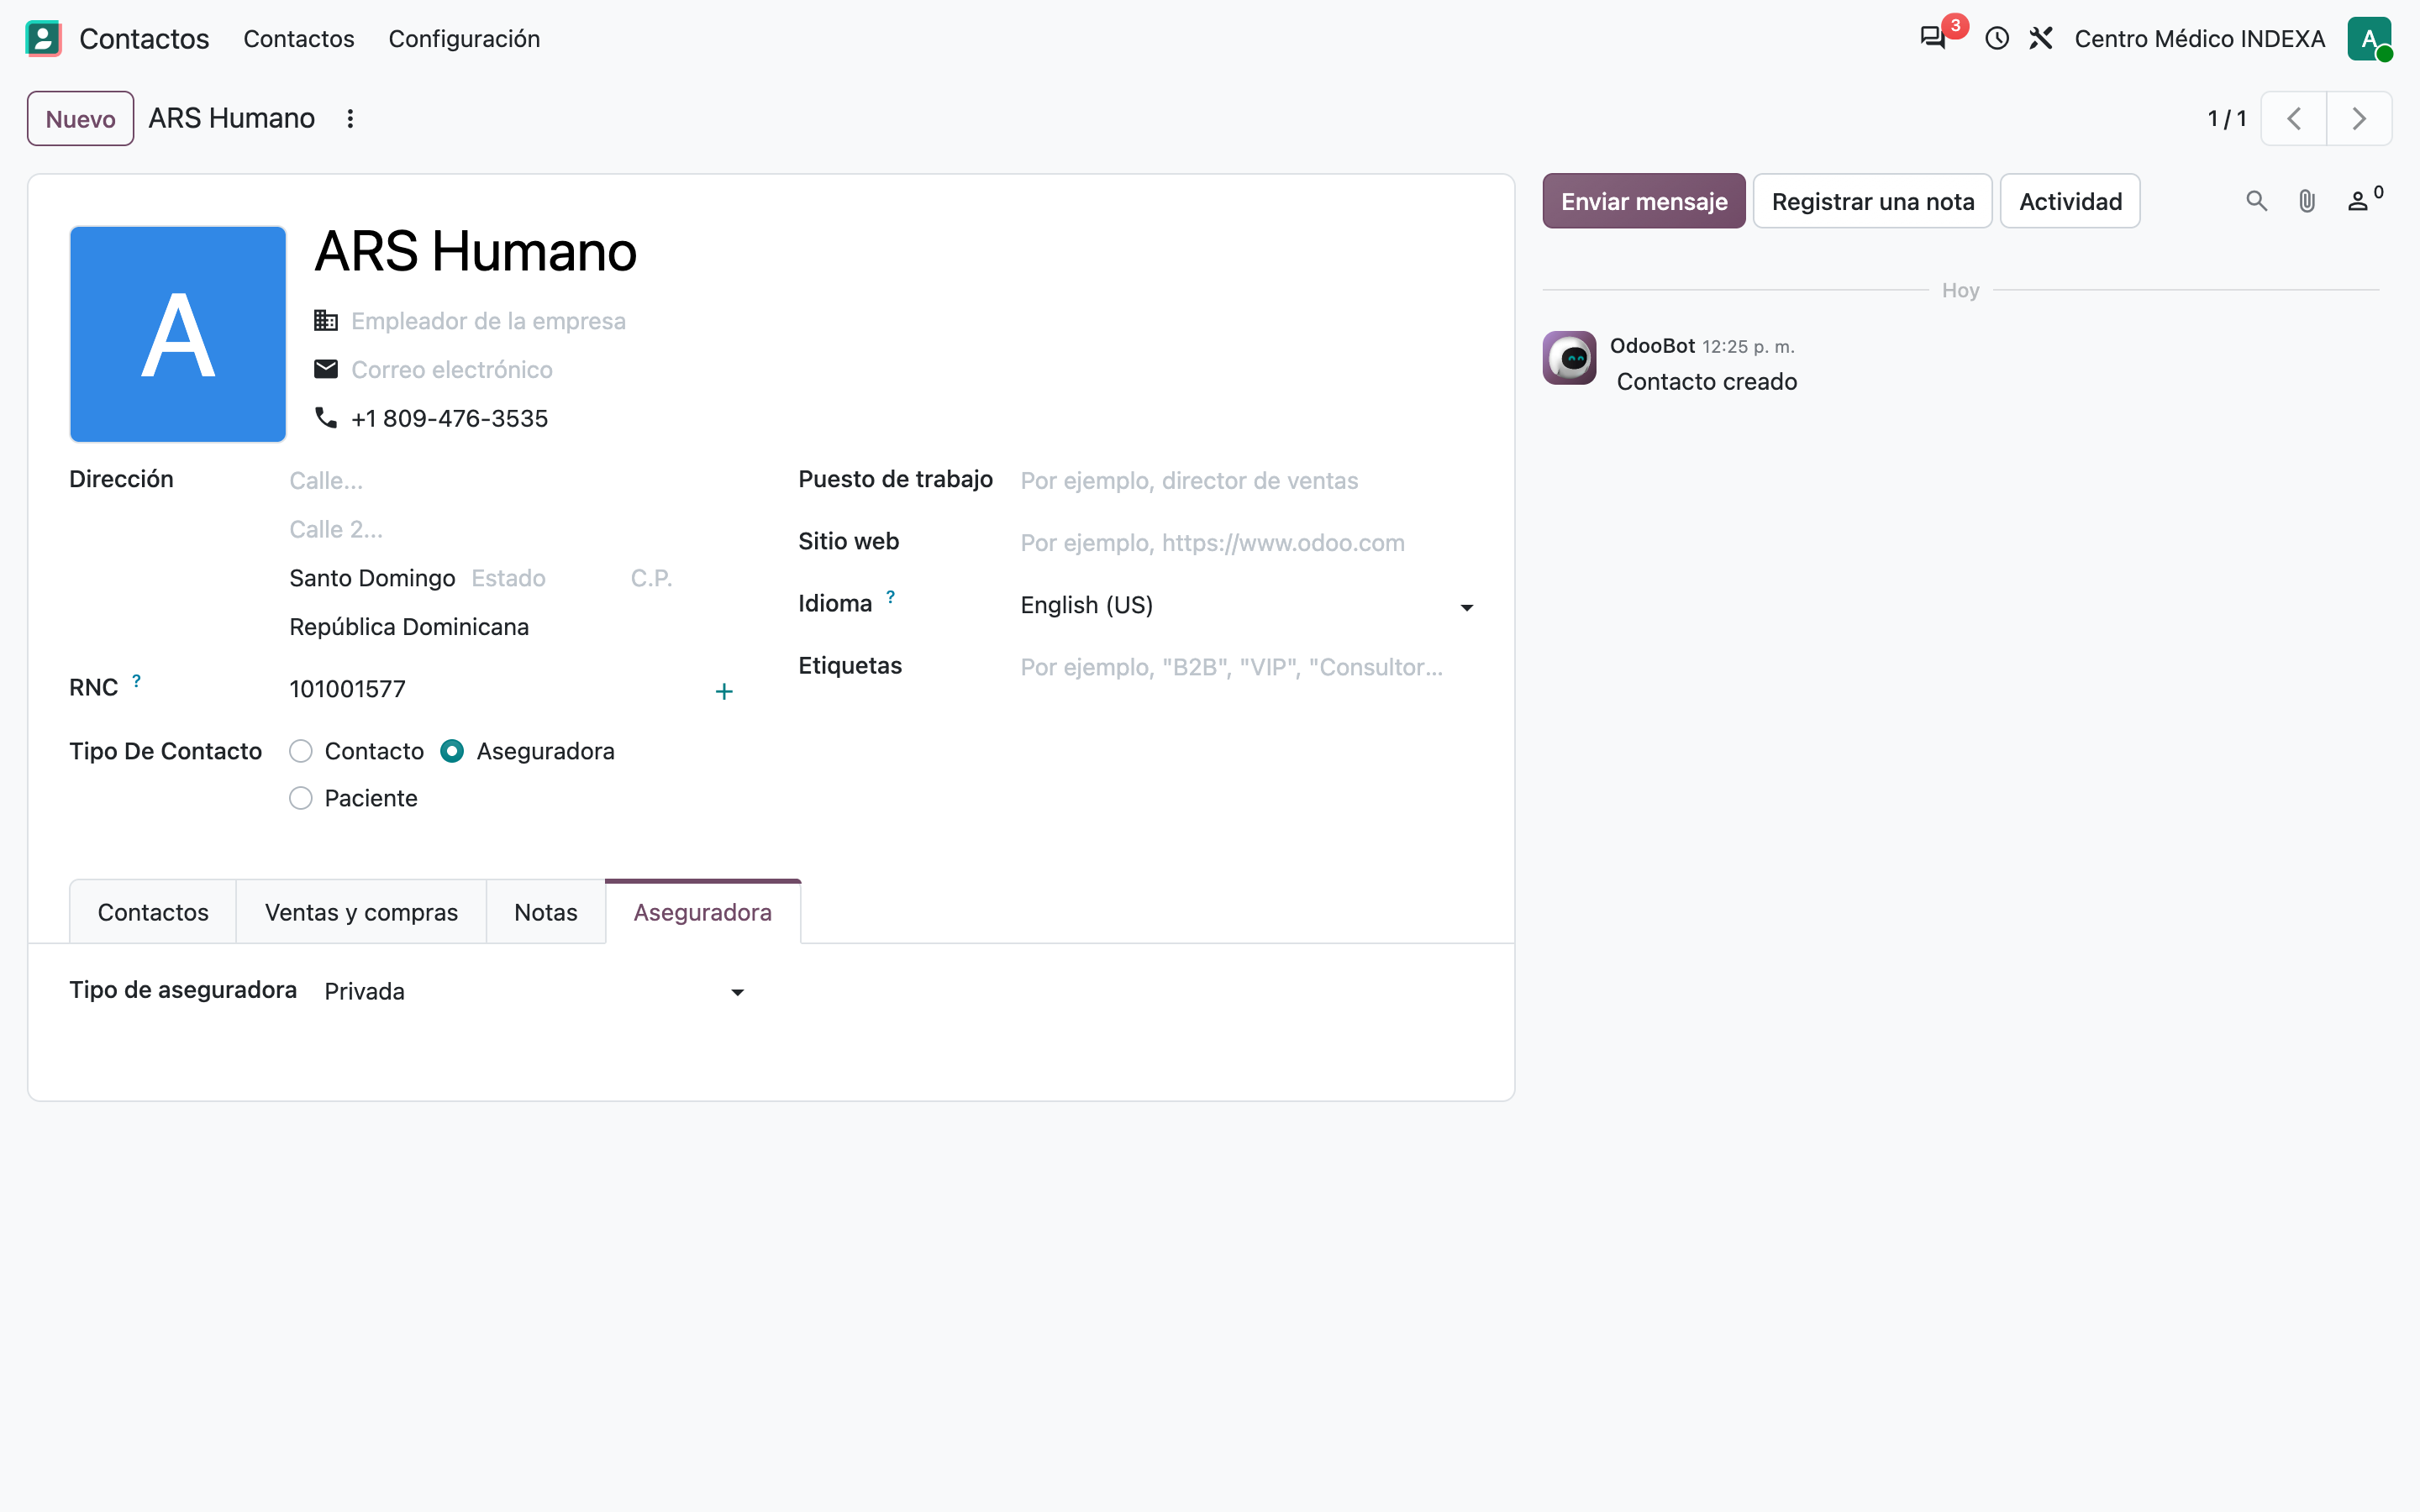 Contactos Contactos Configuración 3 Centro Médico INDEXA A
Nuevo ARS Humano 1 / 1
Enviar mensaje Registrar una nota Actividad 0
A
ARS Humano
Empleador de la empresa
Correo electrónico
+1 809-476-3535
Hoy
OdooBot 12:25 p. m.
Contacto creado
Dirección Calle...
Calle 2...
Santo Domingo Estado C.P.
República Dominicana
RNC ? 101001577 +
Tipo De Contacto Contacto Aseguradora
Paciente
Puesto de trabajo Por ejemplo, director de ventas
Sitio web Por ejemplo, https://www.odoo.com
Idioma ? English (US)
Etiquetas Por ejemplo, "B2B", "VIP", "Consultor...
Contactos Ventas y compras Notas Aseguradora
Tipo de aseguradora Privada